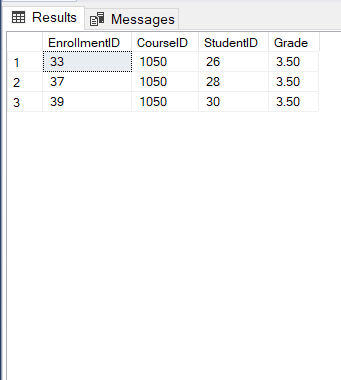 Results Messages
EnrollmentID CourseID StudentID Grade
1 33 1050 26 3.50
2 37 1050 28 3.50
3 39 1050 30 3.50